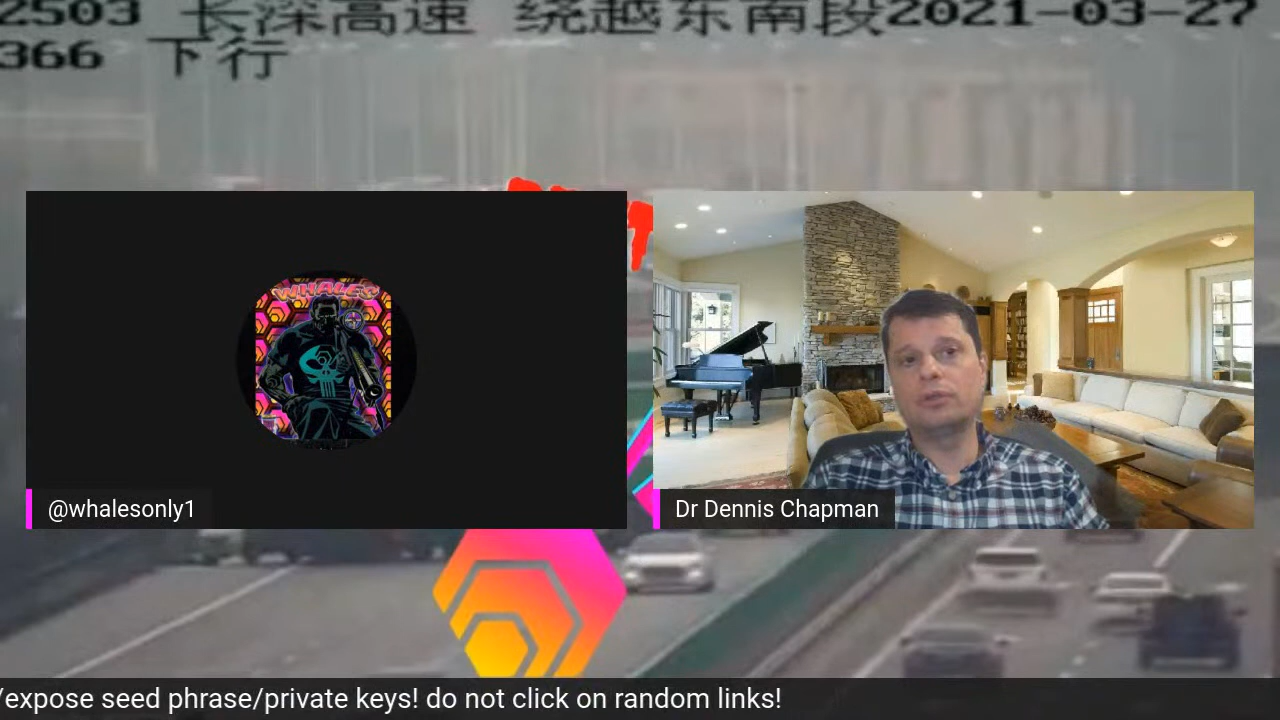 2503 长深高速 绕越东南段2021-03-27
366 下行
WHALES
@whalesonly1
Dr Dennis Chapman
/expose seed phrase/private keys! do not click on random links!